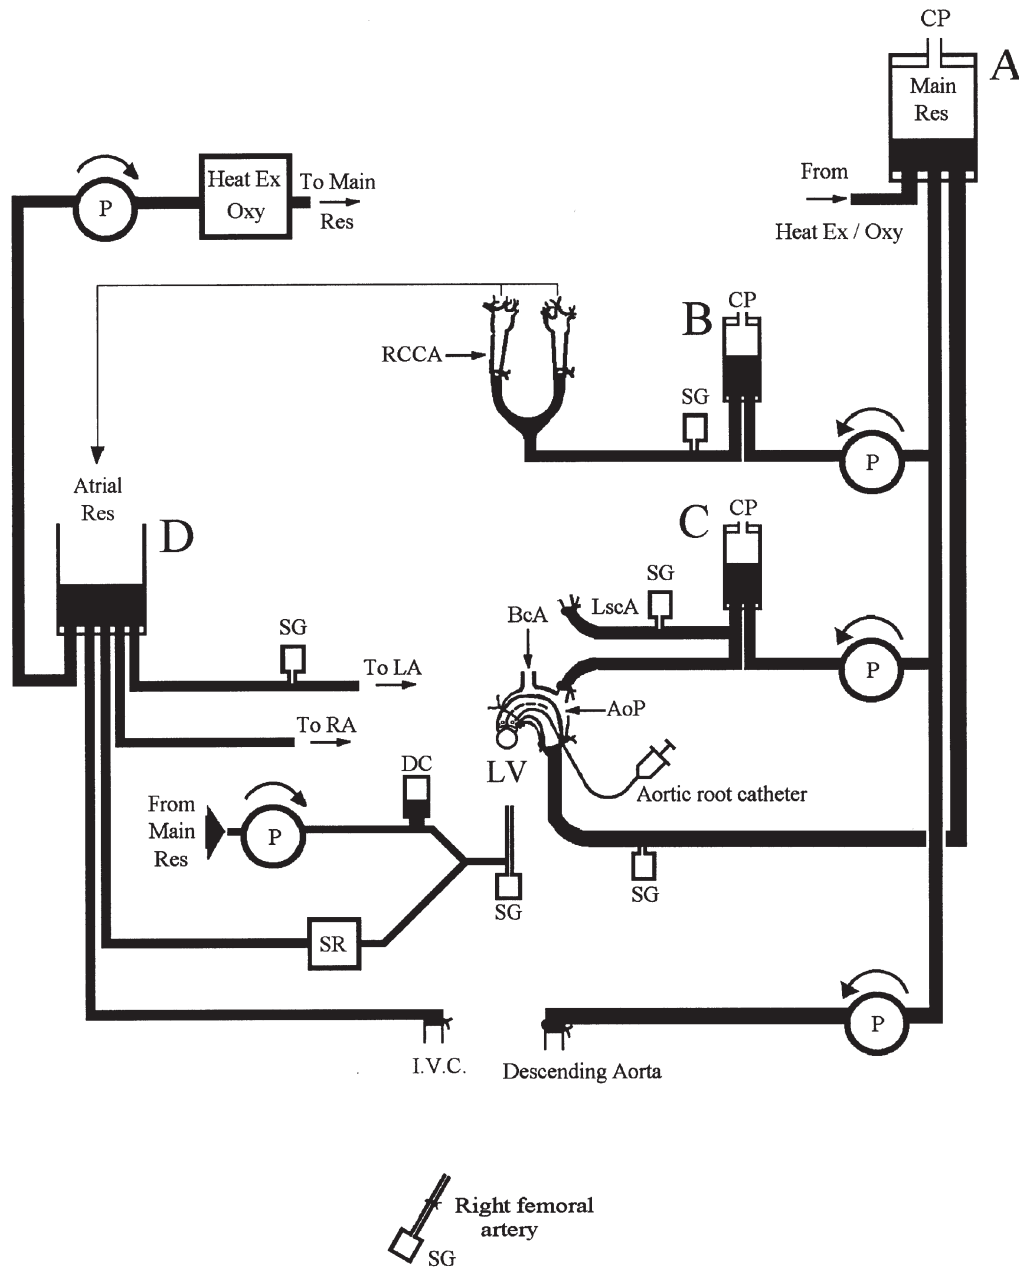 CP
A
Main
Res
Heat Ex
Oxy
To Main
Res
P
From
Heat Ex / Oxy
CP
B
RCCA
SG
P
Atrial
Res
D
CP
C
SG
LscA
BcA
SG
To LA
P
AoP
To RA
LV
DC
Aortic root catheter
From
Main
Res
P
SG
SG
SR
P
I.V.C.
Descending Aorta
Right femoral
artery
SG